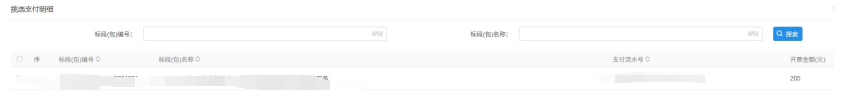 挑选支付明细
标段(包)编号： 0/50 标段(包)名称： 0/50 搜索
序 标段(包)编号 标段(包)名称 支付流水号 开票金额(元)
205